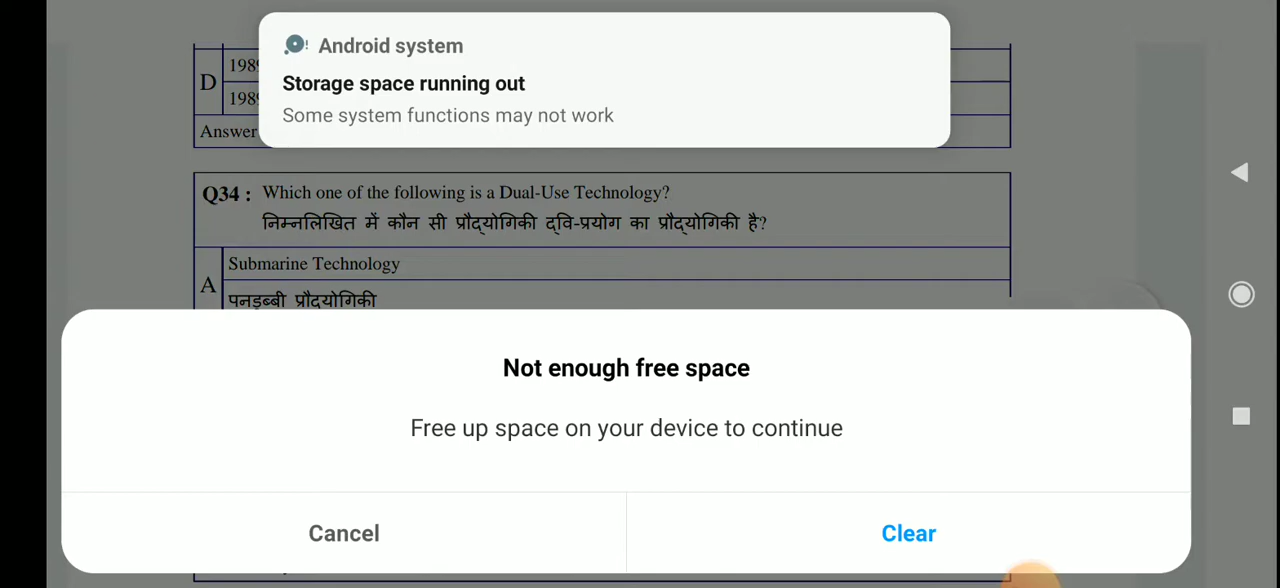 Android system
Storage space running out
Some system functions may not work
D
Answer
Q34 : Which one of the following is a Dual-Use Technology?
निम्नलिखित में कौन सी प्रौद्योगिकी द्वि-प्रयोग का प्रौद्योगिकी है?
A
Submarine Technology
पनडुब्बी प्रौद्योगिकी
Not enough free space
Free up space on your device to continue
Cancel
Clear